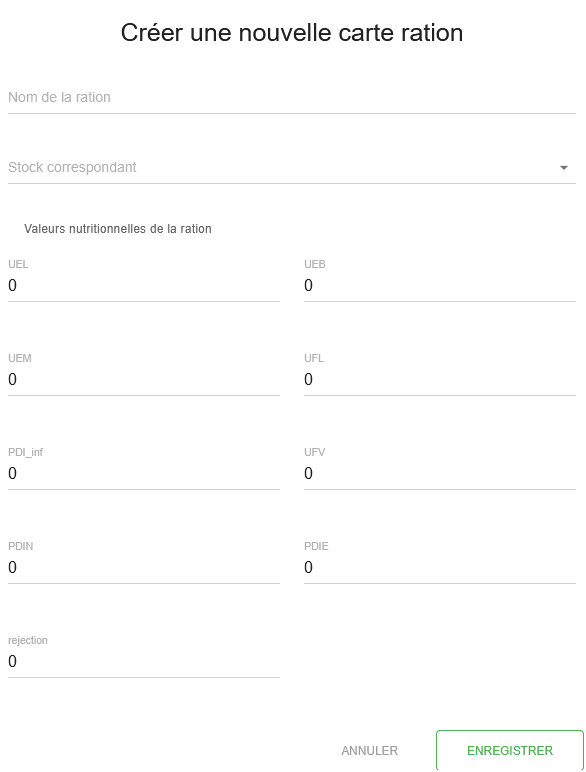 Créer une nouvelle carte ration
Nom de la ration
Stock correspondant
Valeurs nutritionnelles de la ration
UEL UEB
0 0
UEM UFL
0 0
PDI_inf UFV
0 0
PDIN PDIE
0 0
rejection
0
ANNULER ENREGISTRER